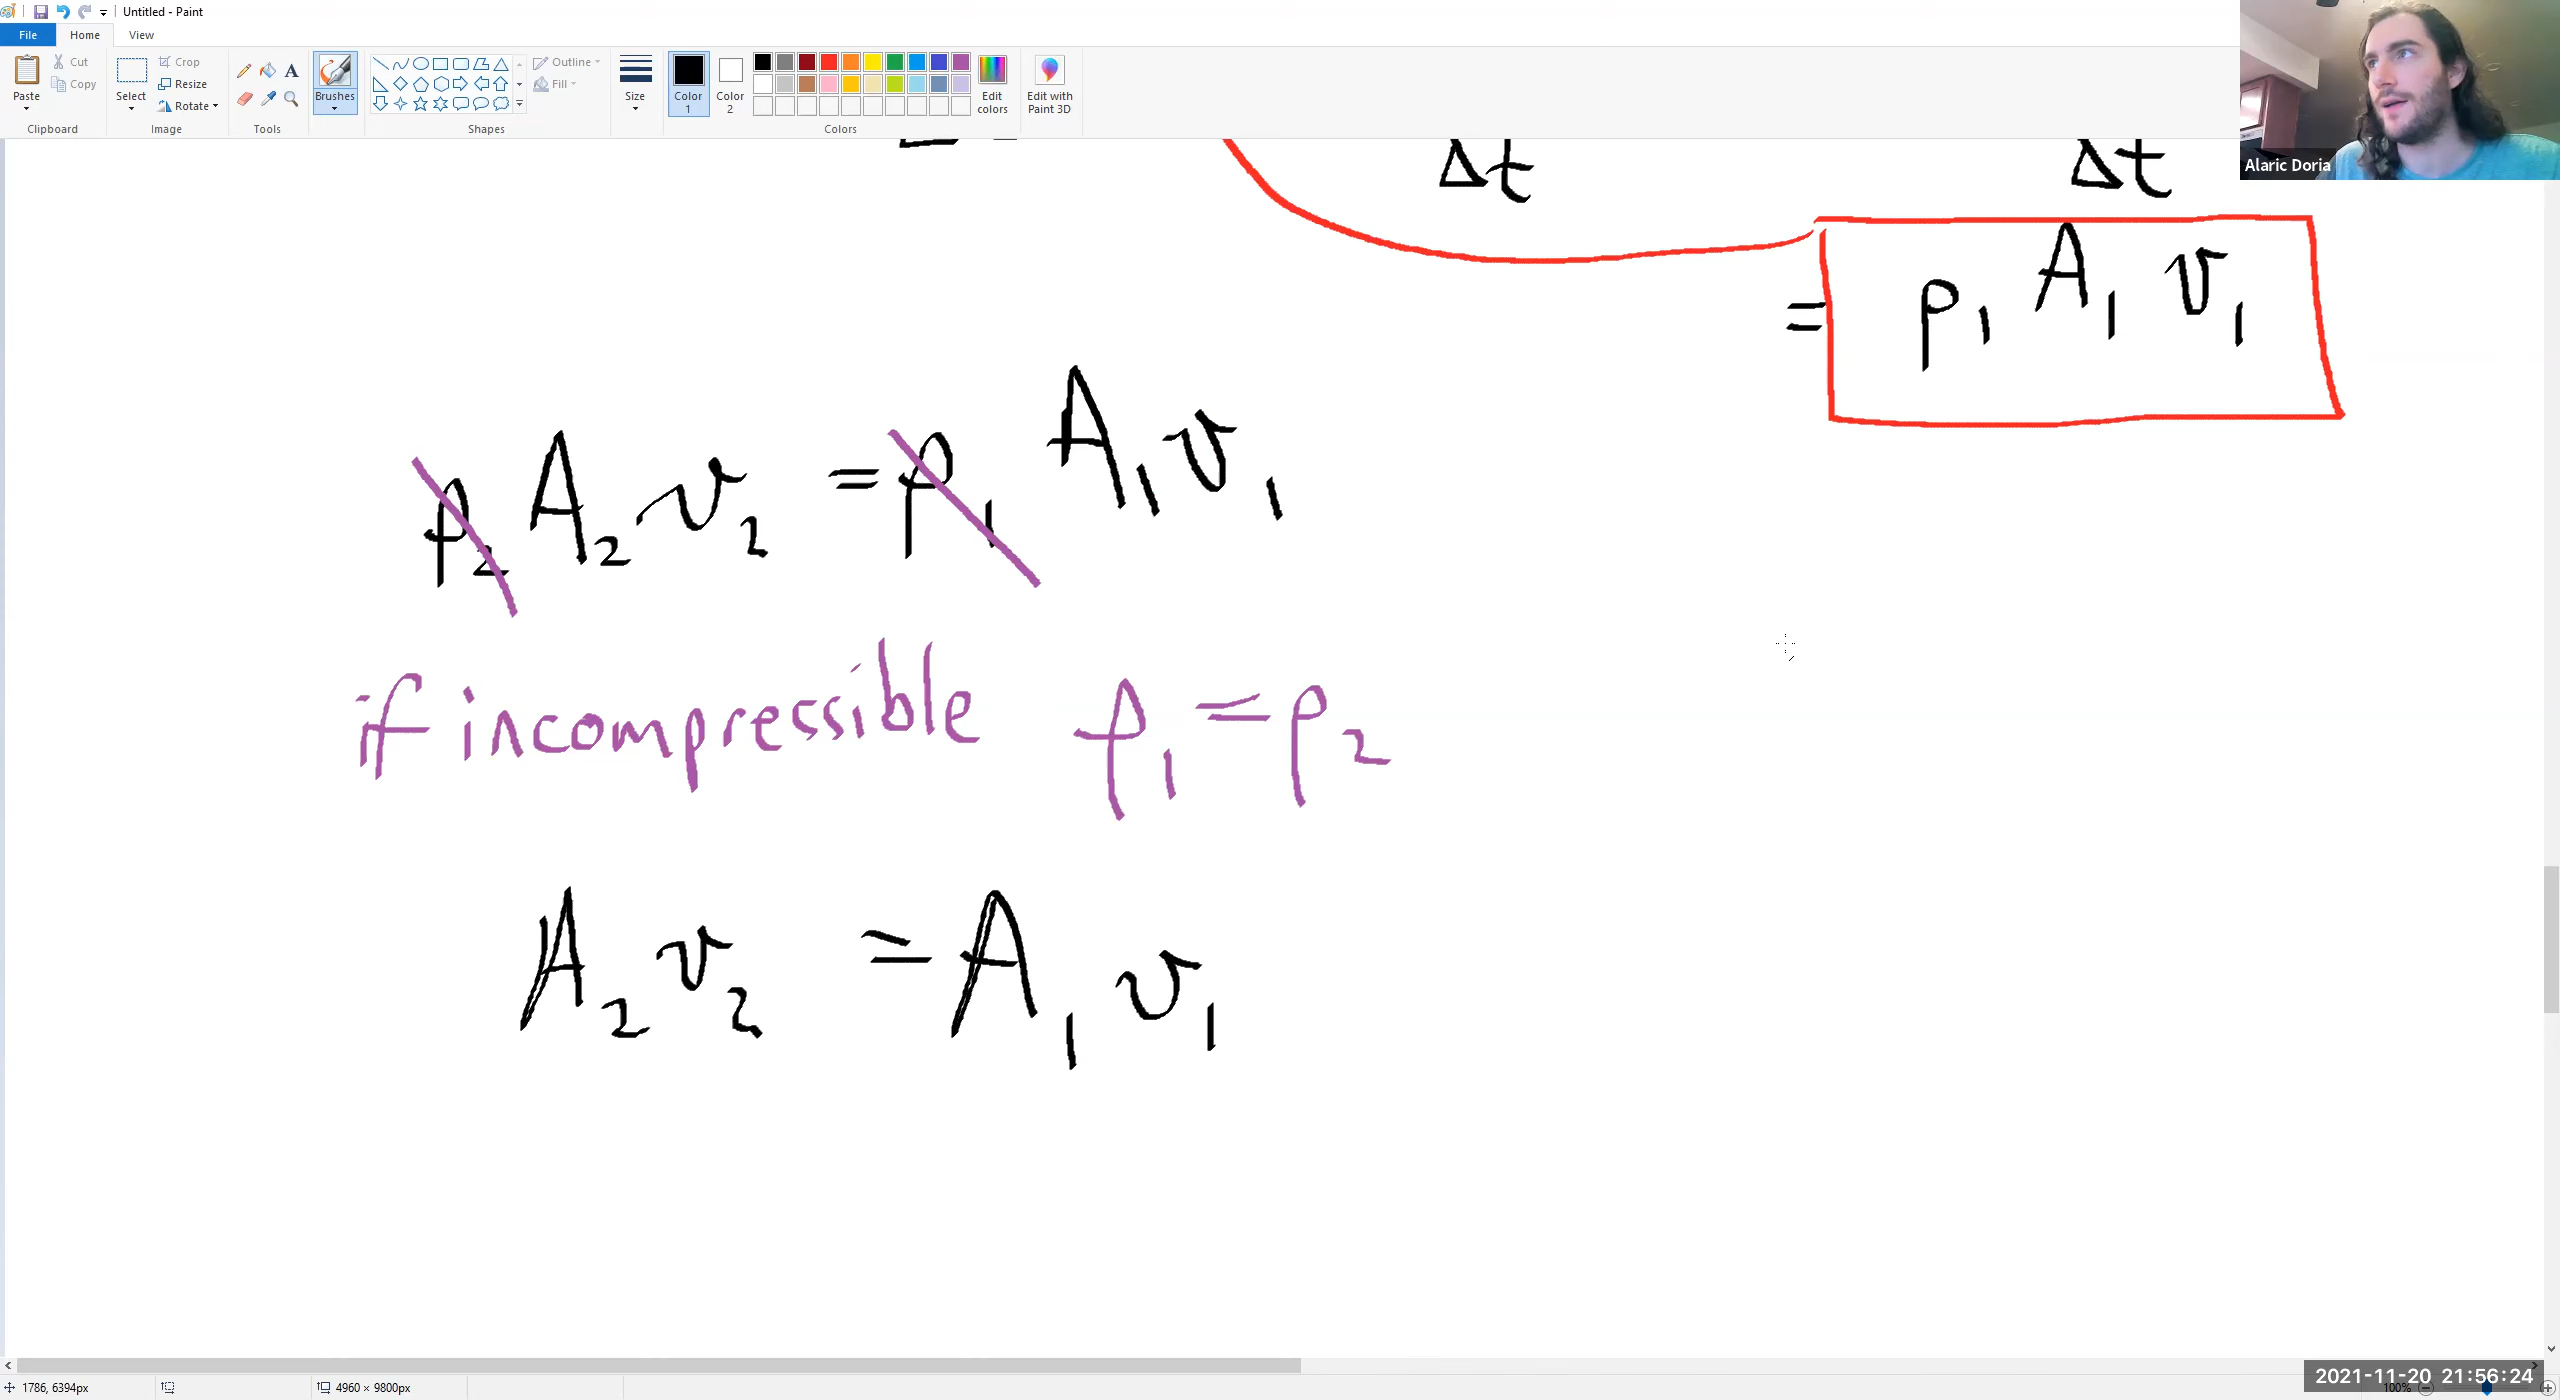 Untitled - Paint
File Home View
Paste Cut Copy Clipboard
Select Crop Resize Rotate Image
A Tools
Brushes
Shapes Outline Fill
Size
Color 1 Color 2 Edit colors Colors
Edit with Paint 3D
Alaric Doria
Δt Δt
= ρ₁ A₁ v₁
ρ₂ A₂ v₂ = ρ₁ A₁ v₁
if incompressible ρ₁ = ρ₂
A₂ v₂ = A₁ v₁
1786, 6394px 4960 × 9800px 100%
2021-11-20 21:56:24